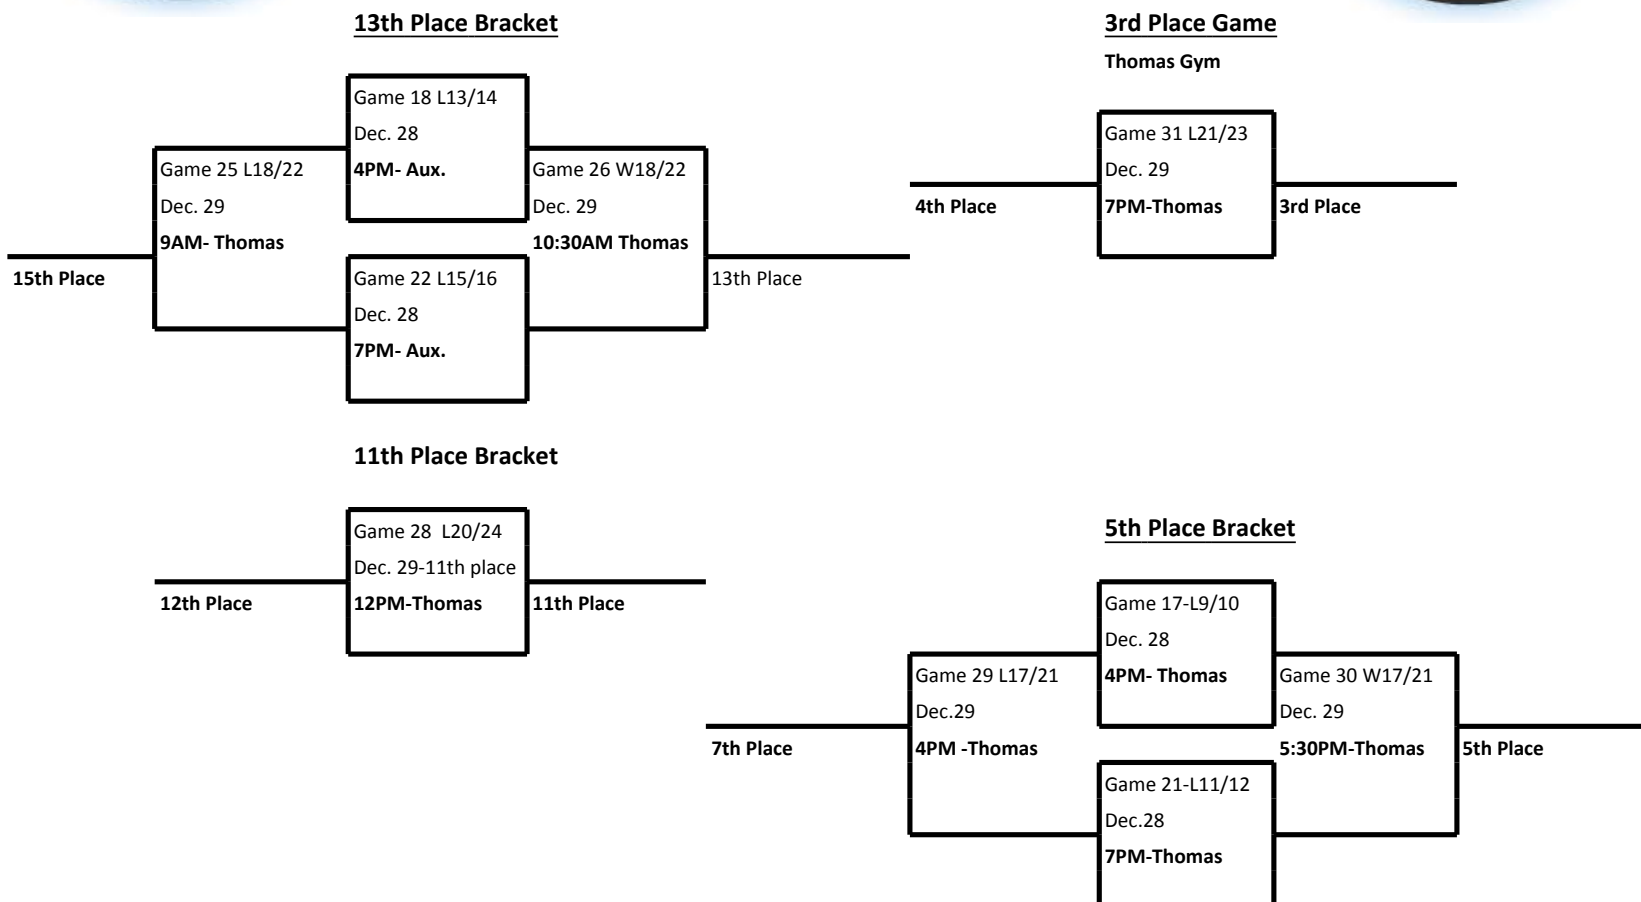 13th Place Bracket
Game 18 L13/14
Dec. 28
4PM- Aux.
Game 25 L18/22
Dec. 29
9AM- Thomas
Game 26 W18/22
Dec. 29
10:30AM Thomas
15th Place
13th Place
Game 22 L15/16
Dec. 28
7PM- Aux.
3rd Place Game
Thomas Gym
Game 31 L21/23
Dec. 29
7PM-Thomas
4th Place
3rd Place
11th Place Bracket
Game 28  L20/24
Dec. 29-11th place
12PM-Thomas
12th Place
11th Place
5th Place Bracket
Game 17-L9/10
Dec. 28
4PM- Thomas
Game 29 L17/21
Dec.29
4PM -Thomas
Game 30 W17/21
Dec. 29
5:30PM-Thomas
7th Place
5th Place
Game 21-L11/12
Dec.28
7PM-Thomas